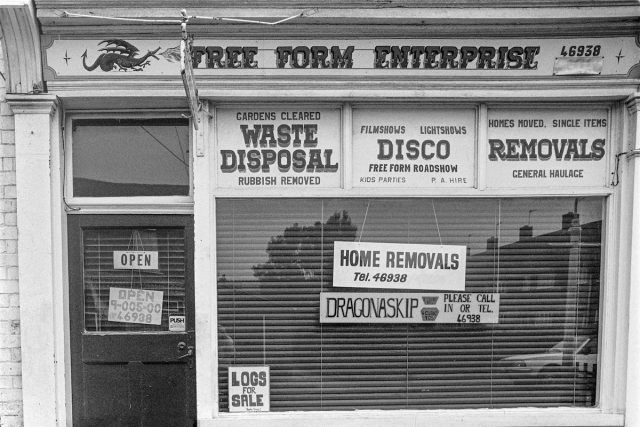 FREE FORM ENTERPRISE
46938
GARDENS CLEARED
WASTE
DISPOSAL
RUBBISH REMOVED
FILMSHOWS LIGHTSHOWS
DISCO
FREE FORM ROADSHOW
KIDS PARTIES P.A. HIRE
HOMES MOVED, SINGLE ITEMS
REMOVALS
GENERAL HAULAGE
OPEN
OPEN
9-00 5-00
46938
PUSH
HOME REMOVALS
Tel. 46938
DRAGONASKIP
PLEASE CALL
IN OR TEL.
46938
LOGS
FOR
SALE